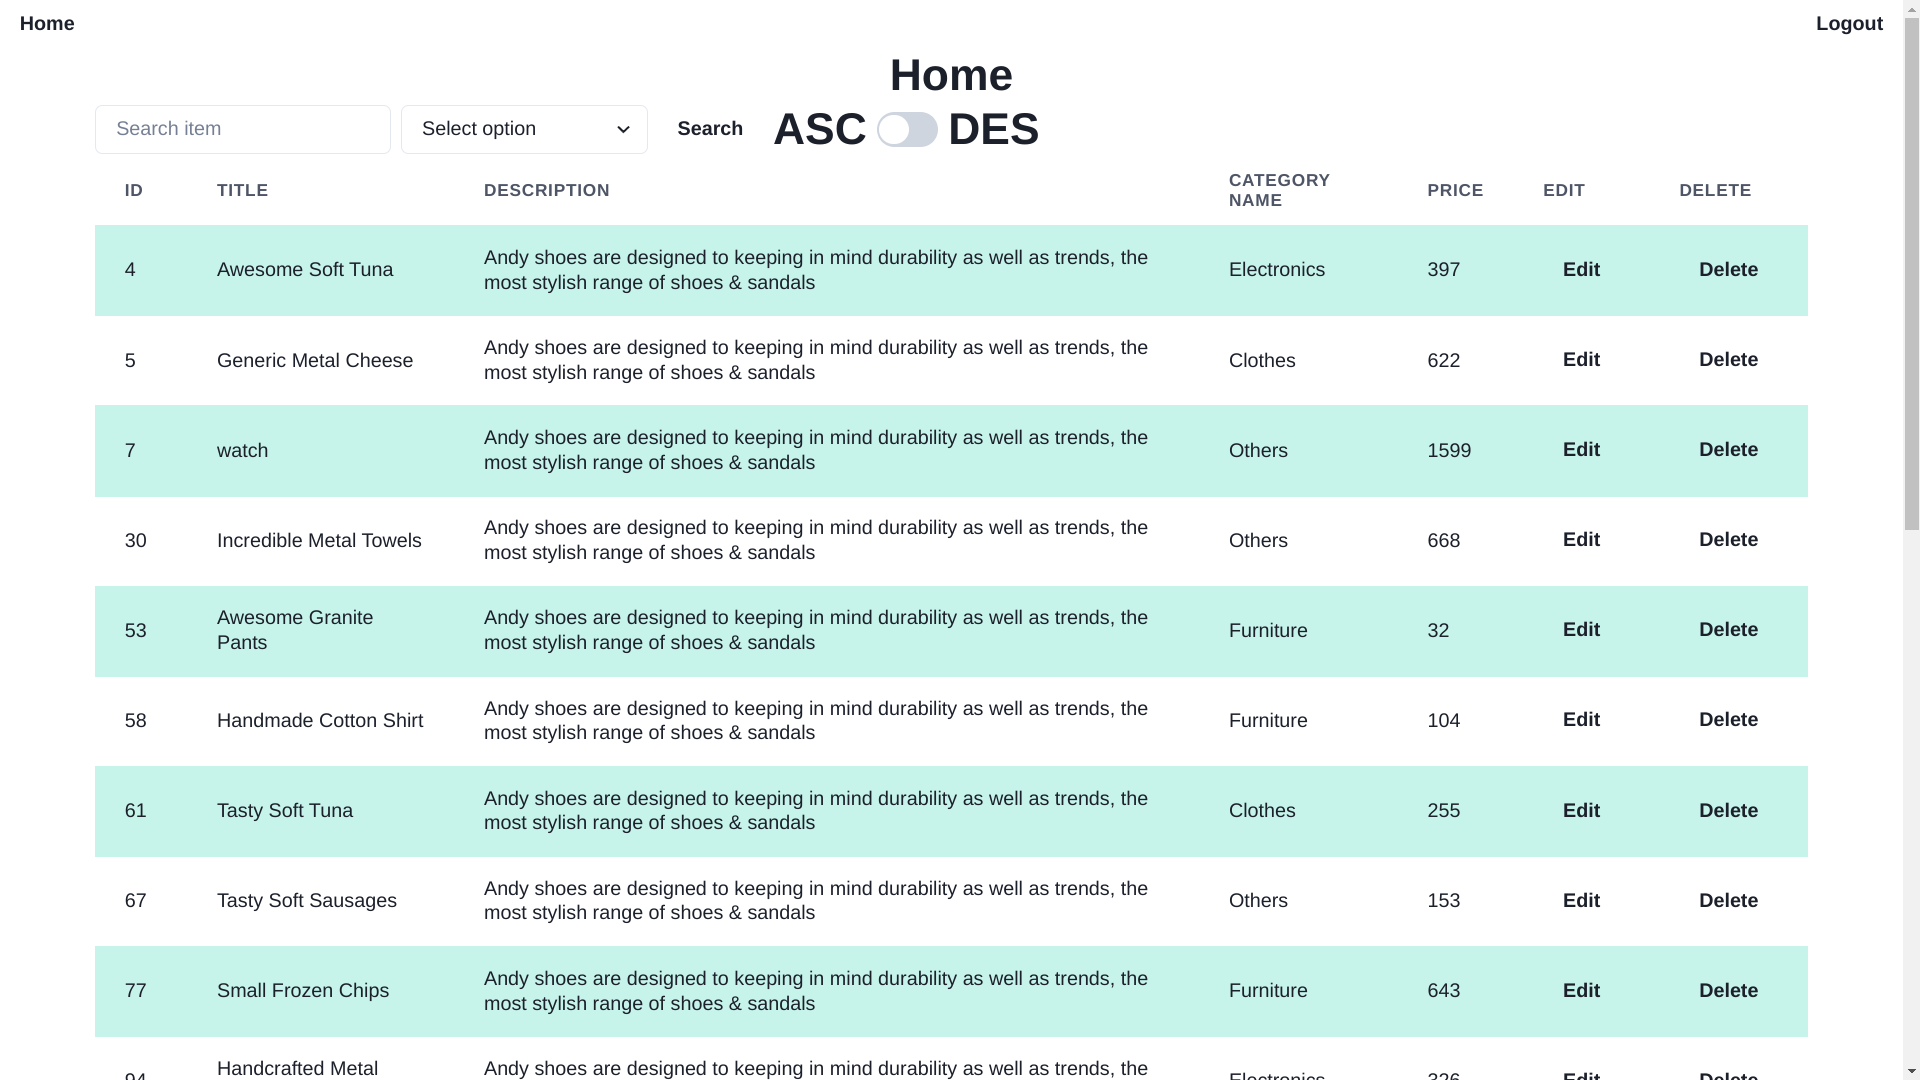 Home
Logout
Home
Search item
Select option
Search
ASC
DES
ID TITLE DESCRIPTION CATEGORY NAME PRICE EDIT DELETE
4 Awesome Soft Tuna Andy shoes are designed to keeping in mind durability as well as trends, the
most stylish range of shoes & sandals Electronics 397 Edit Delete
5 Generic Metal Cheese Andy shoes are designed to keeping in mind durability as well as trends, the
most stylish range of shoes & sandals Clothes 622 Edit Delete
7 watch Andy shoes are designed to keeping in mind durability as well as trends, the
most stylish range of shoes & sandals Others 1599 Edit Delete
30 Incredible Metal Towels Andy shoes are designed to keeping in mind durability as well as trends, the
most stylish range of shoes & sandals Others 668 Edit Delete
53 Awesome Granite Pants Andy shoes are designed to keeping in mind durability as well as trends, the
most stylish range of shoes & sandals Furniture 32 Edit Delete
58 Handmade Cotton Shirt Andy shoes are designed to keeping in mind durability as well as trends, the
most stylish range of shoes & sandals Furniture 104 Edit Delete
61 Tasty Soft Tuna Andy shoes are designed to keeping in mind durability as well as trends, the
most stylish range of shoes & sandals Clothes 255 Edit Delete
67 Tasty Soft Sausages Andy shoes are designed to keeping in mind durability as well as trends, the
most stylish range of shoes & sandals Others 153 Edit Delete
77 Small Frozen Chips Andy shoes are designed to keeping in mind durability as well as trends, the
most stylish range of shoes & sandals Furniture 643 Edit Delete
94 Handcrafted Metal Andy shoes are designed to keeping in mind durability as well as trends, the
Electronics 326 Edit Delete